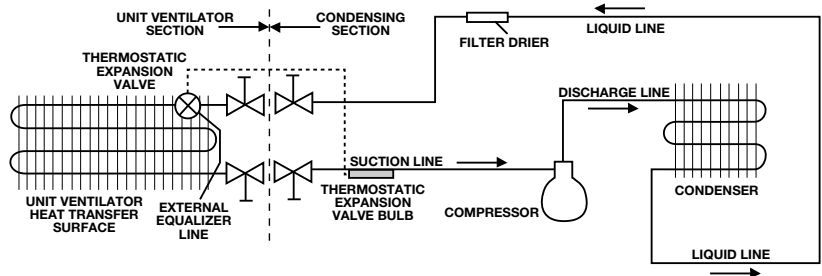 UNIT VENTILATOR
SECTION
CONDENSING
SECTION
LIQUID LINE
FILTER DRIER
THERMOSTATIC
EXPANSION
VALVE
DISCHARGE LINE
SUCTION LINE
THERMOSTATIC
EXPANSION
VALVE BULB
COMPRESSOR
CONDENSER
UNIT VENTILATOR
HEAT TRANSFER
SURFACE
EXTERNAL
EQUALIZER
LINE
LIQUID LINE